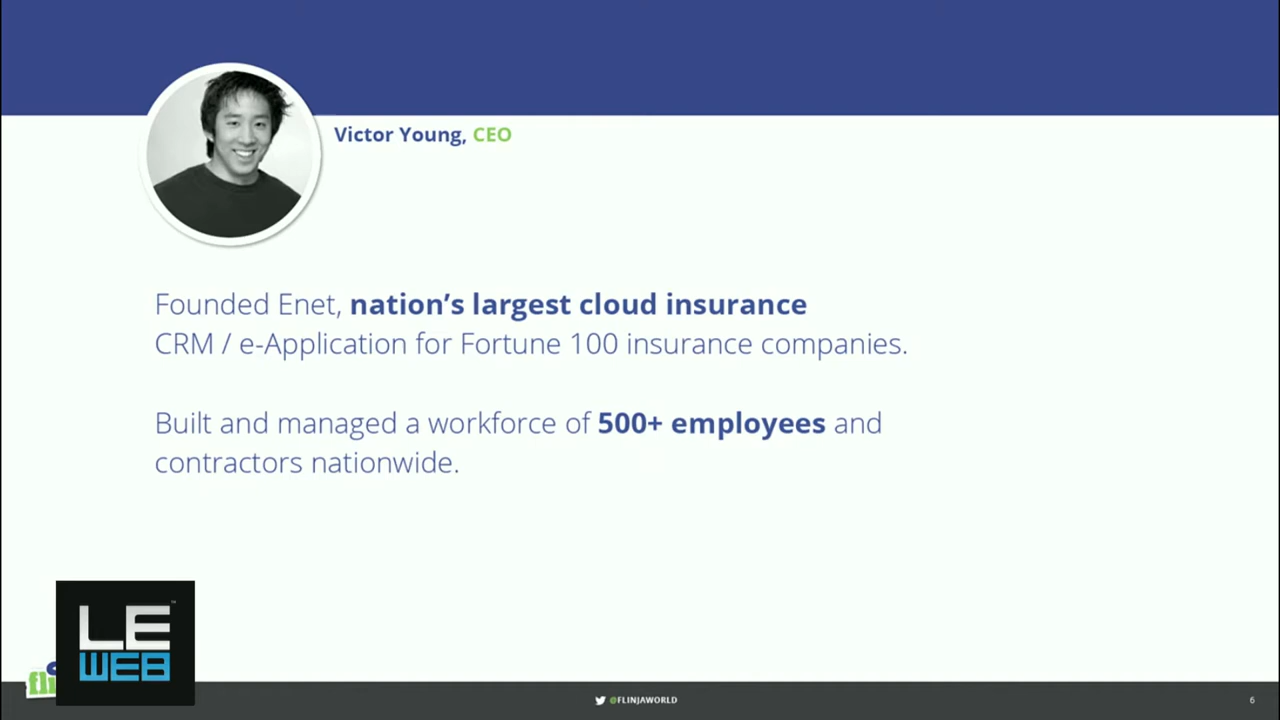 Victor Young, CEO
Founded Enet, nation's largest cloud insurance
CRM / e-Application for Fortune 100 insurance companies.
Built and managed a workforce of 500+ employees and
contractors nationwide.
LE
WEB
™
@FLINJAWORLD
6